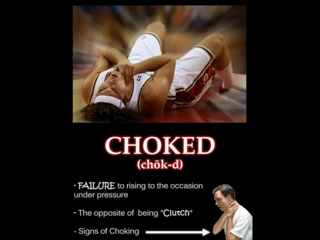 CHOKED
(chōk-d)
- FAILURE to rising to the occasion
under pressure
- The opposite of being "Clutch"
- Signs of Choking